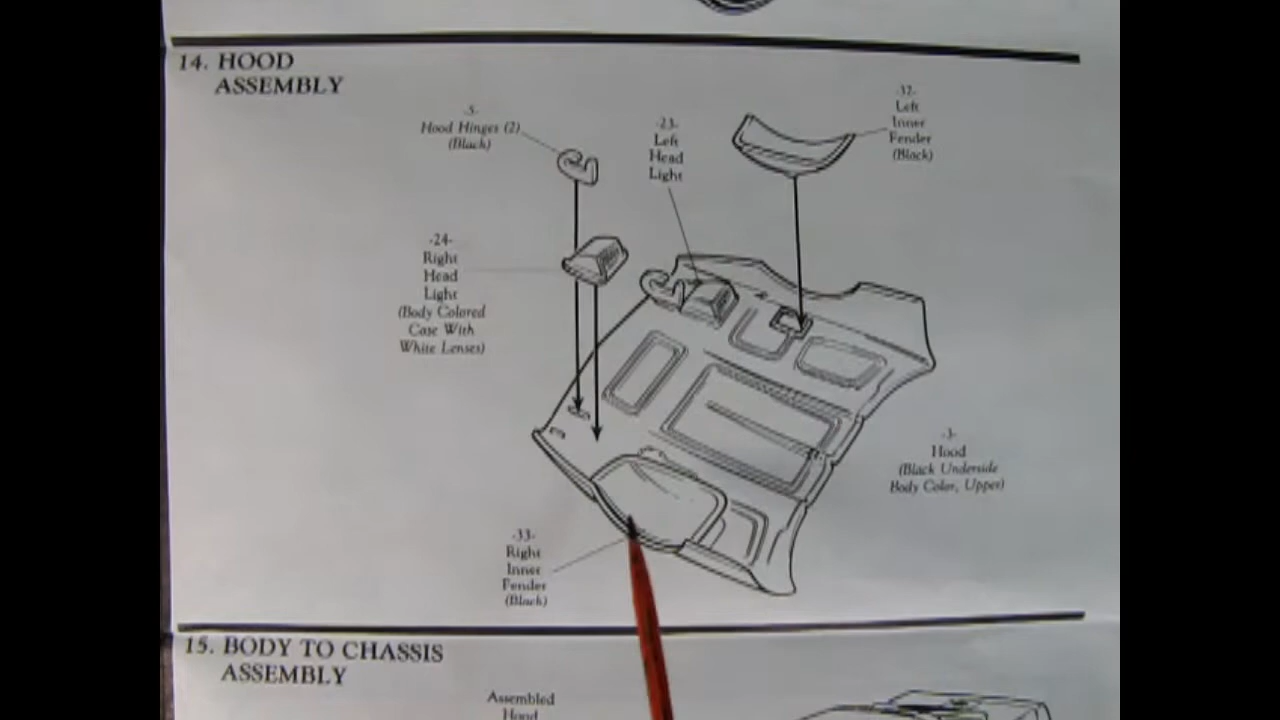 14. HOOD
ASSEMBLY
-5-
Hood Hinges (2)
(Black)
-23-
Left
Head
Light
-32-
Left
Inner
Fender
(Black)
-24-
Right
Head
Light
(Body Colored
Case With
White Lenses)
-3-
Hood
(Black Underside
Body Color, Upper)
-33-
Right
Inner
Fender
(Black)
15. BODY TO CHASSIS
ASSEMBLY
Assembled
Hood